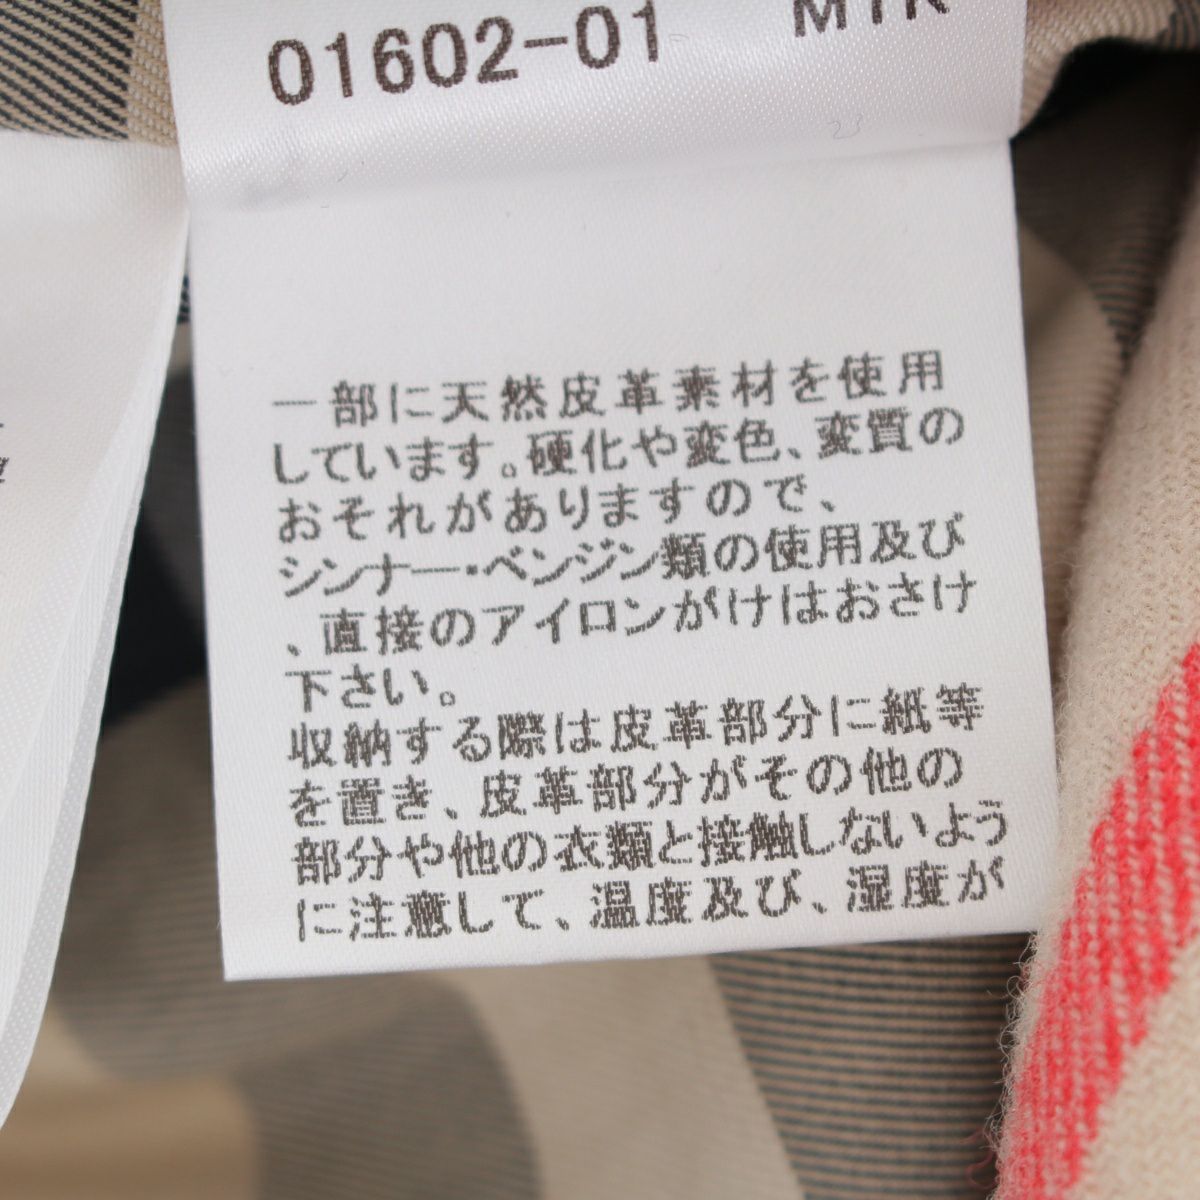 01602-01
一部に天然皮革素材を使用
しています。硬化や変色、変質の
おそれがありますので、
シンナー・ベンジン類の使用及び
、直接のアイロンがけはおさけ
下さい。
収納する際は皮革部分に紙等
を置き、皮革部分がその他の
部分や他の衣類と接触しないよう
に注意して、温度及び、湿度が